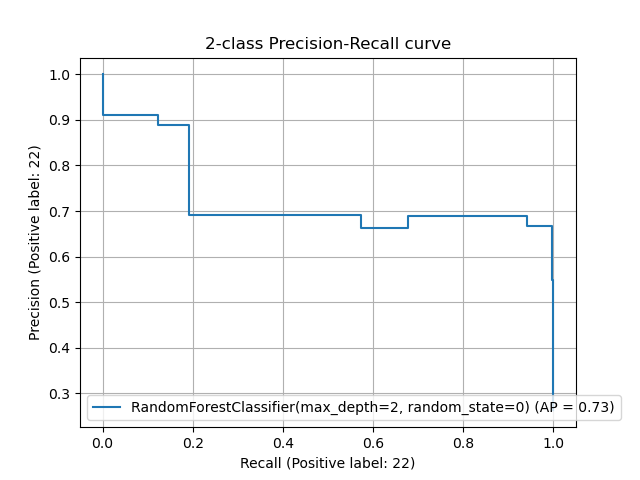 2-class Precision-Recall curve
Precision (Positive label: 22)
1.0
0.9
0.8
0.7
0.6
0.5
0.4
0.3
RandomForestClassifier(max_depth=2, random_state=0) (AP = 0.73)
0.0 0.2 0.4 0.6 0.8 1.0
Recall (Positive label: 22)